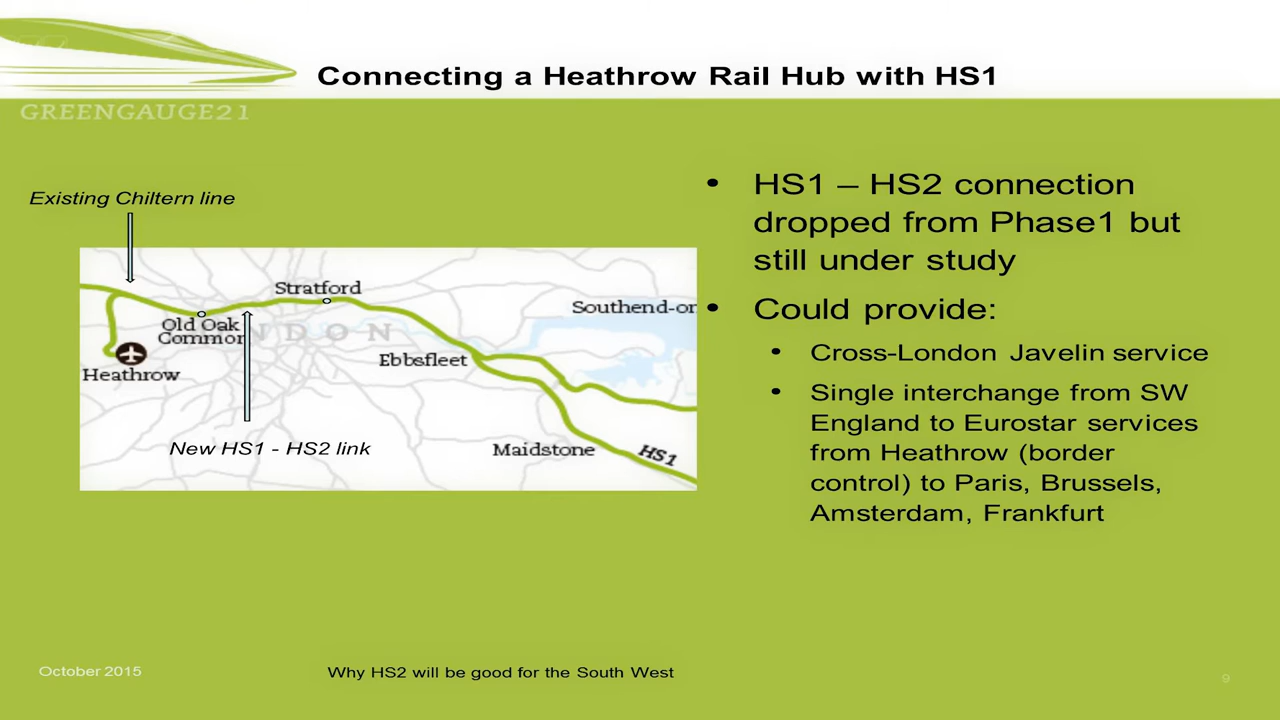 Connecting a Heathrow Rail Hub with HS1
GREENGAUGE21
Existing Chiltern line
Stratford
Southend-on
Old Oak
Common
NDON
Ebbsfleet
Heathrow
New HS1 - HS2 link
Maidstone
HS1
• HS1 – HS2 connection
dropped from Phase1 but
still under study
• Could provide:
• Cross-London Javelin service
• Single interchange from SW
England to Eurostar services
from Heathrow (border
control) to Paris, Brussels,
Amsterdam, Frankfurt
October 2015
Why HS2 will be good for the South West
9